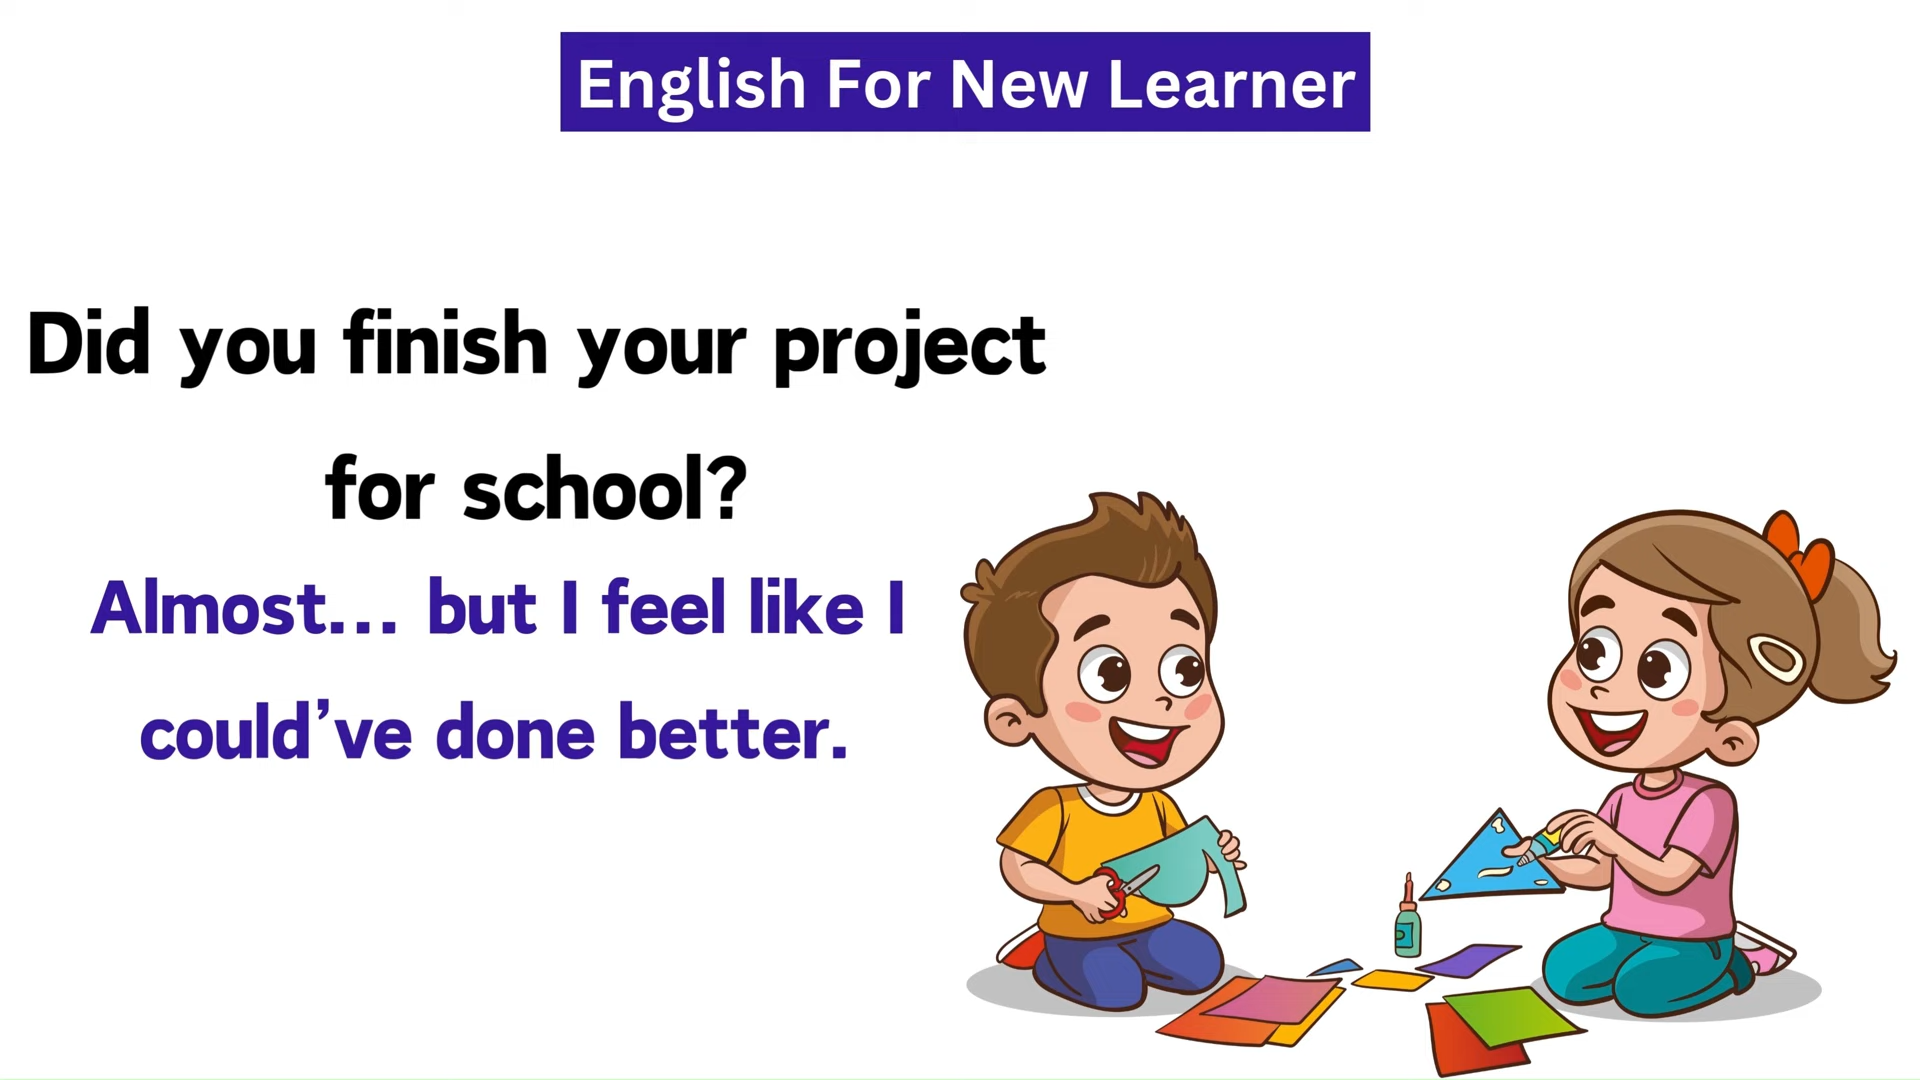 English For New Learner
Did you finish your project
for school?
Almost... but I feel like I
could’ve done better.